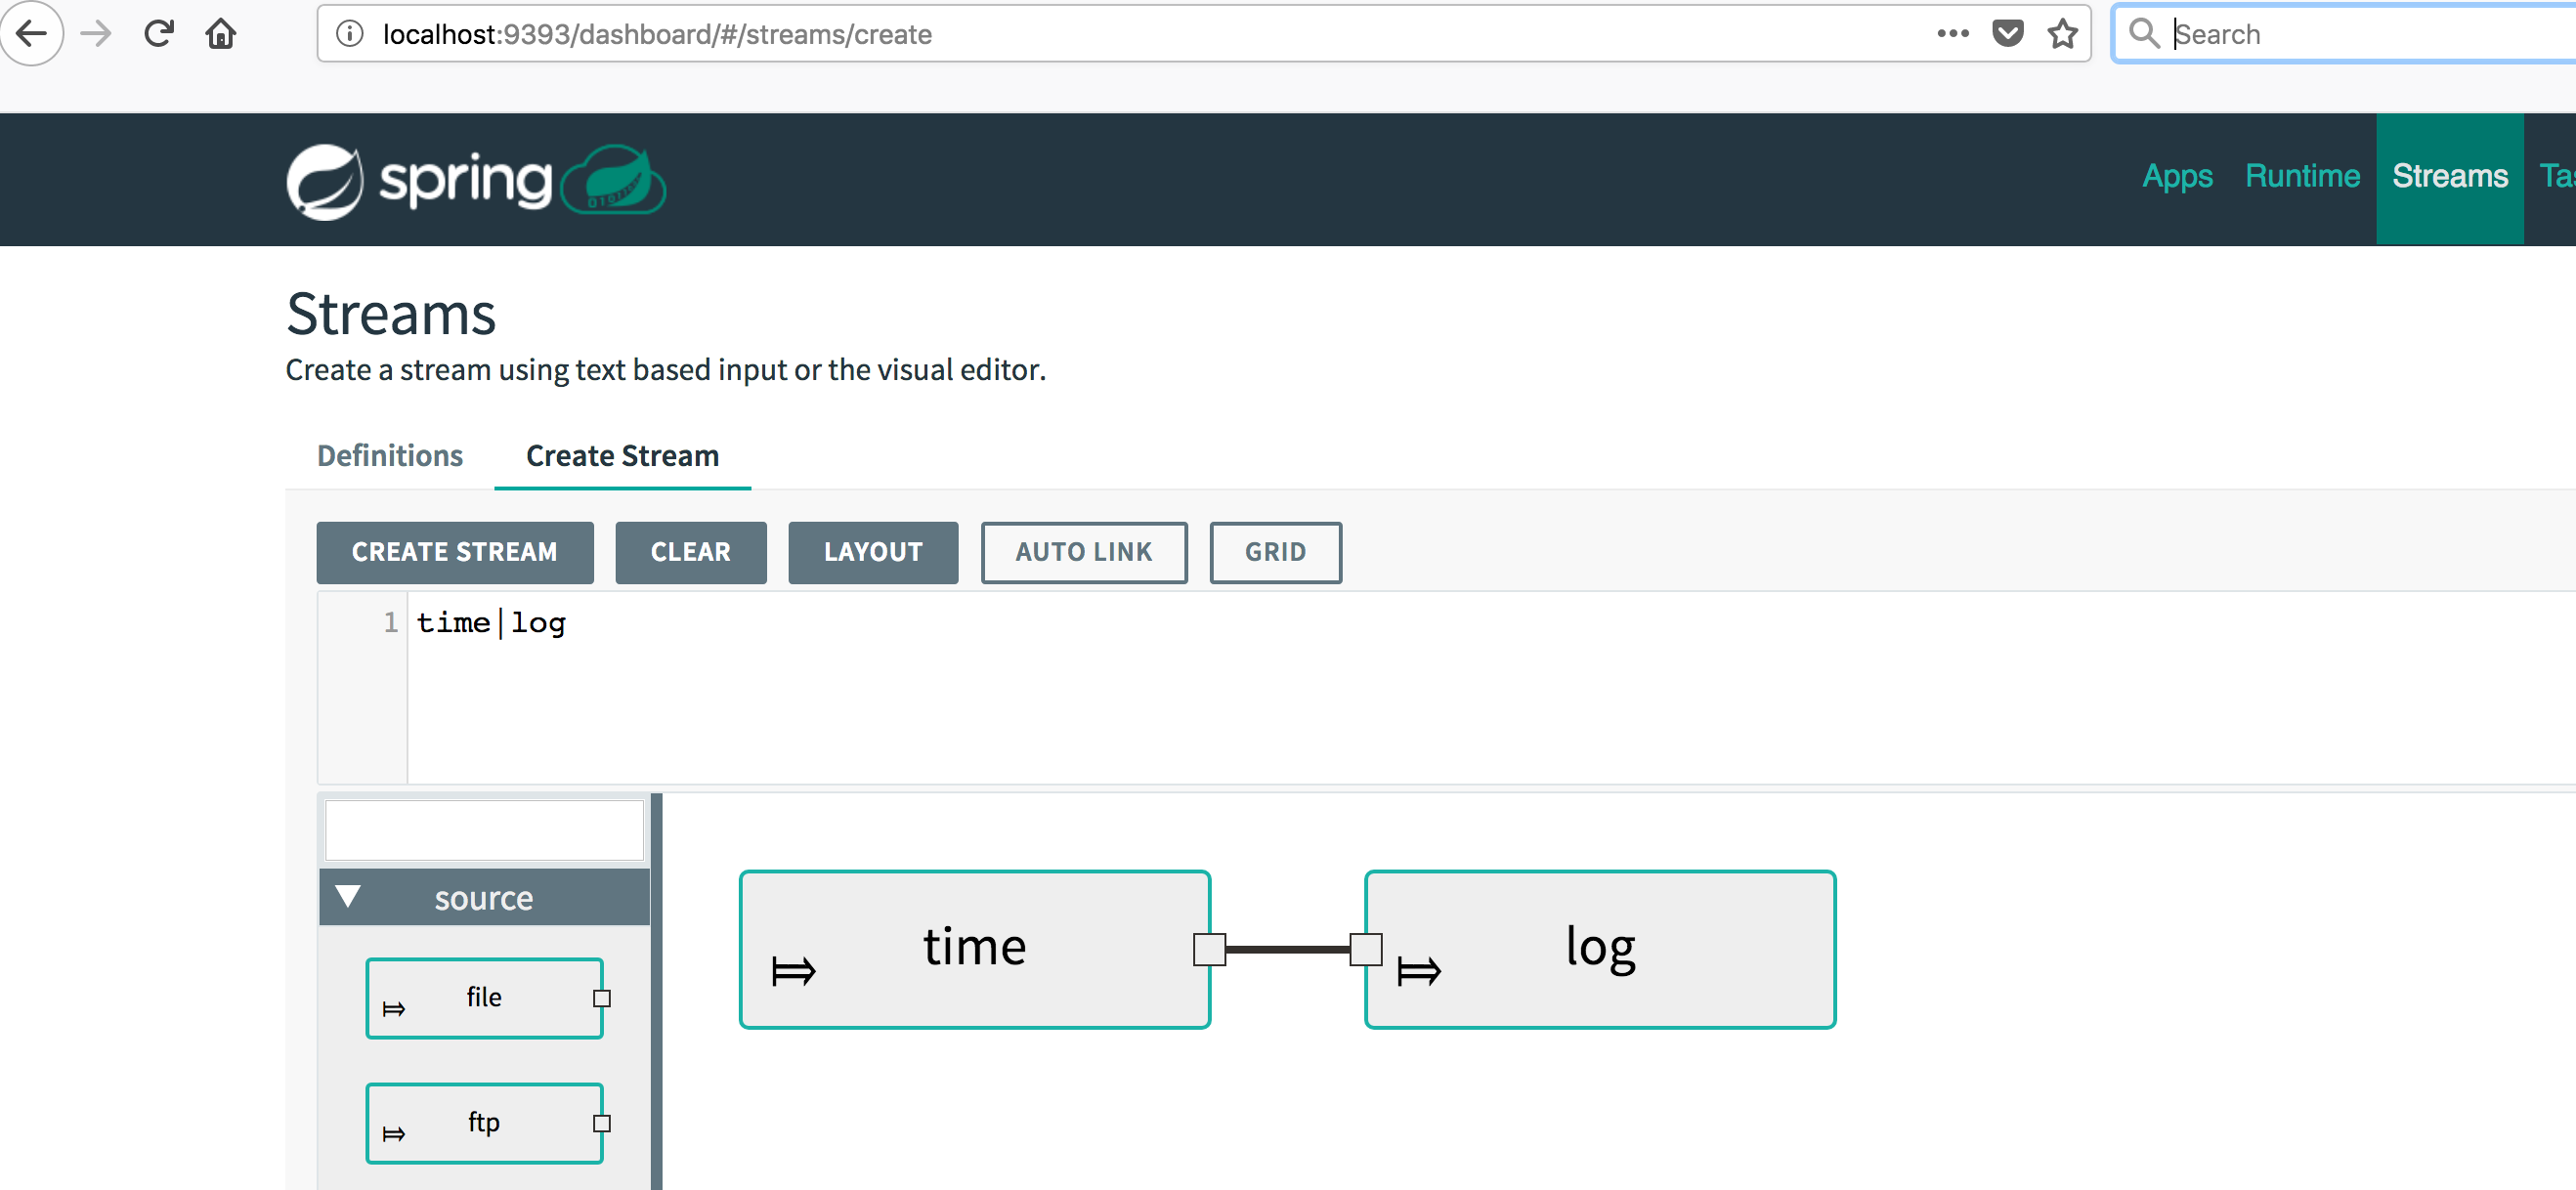 localhost:9393/dashboard/#/streams/create
Search
spring
Apps Runtime Streams
Streams
Create a stream using text based input or the visual editor.
Definitions Create Stream
CREATE STREAM CLEAR LAYOUT AUTO LINK GRID
1 time|log
source
time log
file
ftp